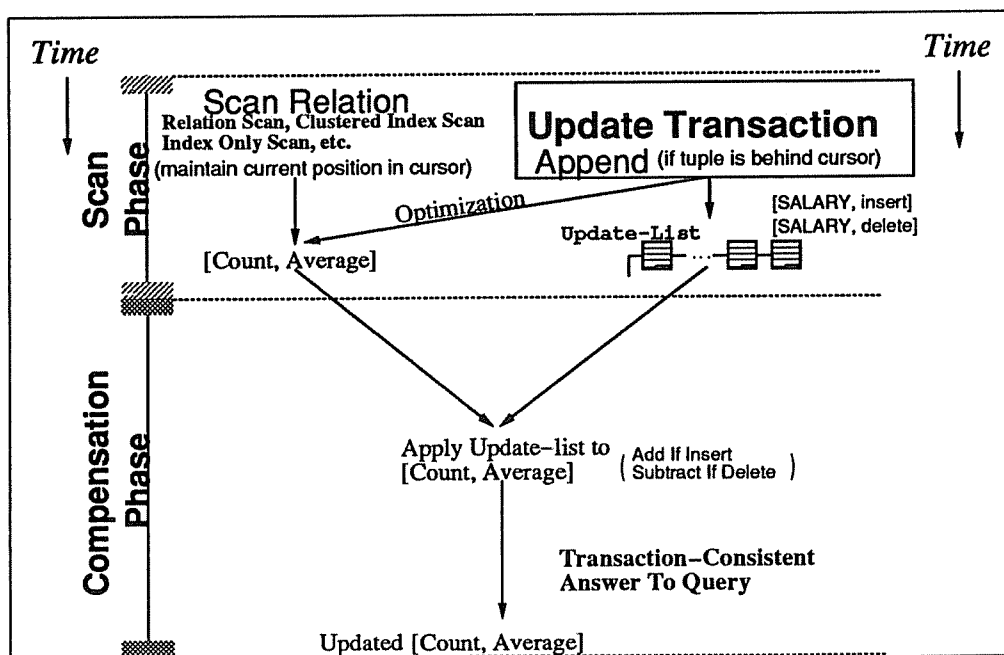 Time
Time
Scan Phase
Scan Relation
Relation Scan, Clustered Index Scan
Index Only Scan, etc.
(maintain current position in cursor)
Update Transaction
Append (if tuple is behind cursor)
Optimization
[SALARY, insert]
[SALARY, delete]
Update-List
...
[Count, Average]
Compensation Phase
Apply Update-list to
[Count, Average]
( Add If Insert
Subtract If Delete )
Transaction-Consistent
Answer To Query
Updated [Count, Average]